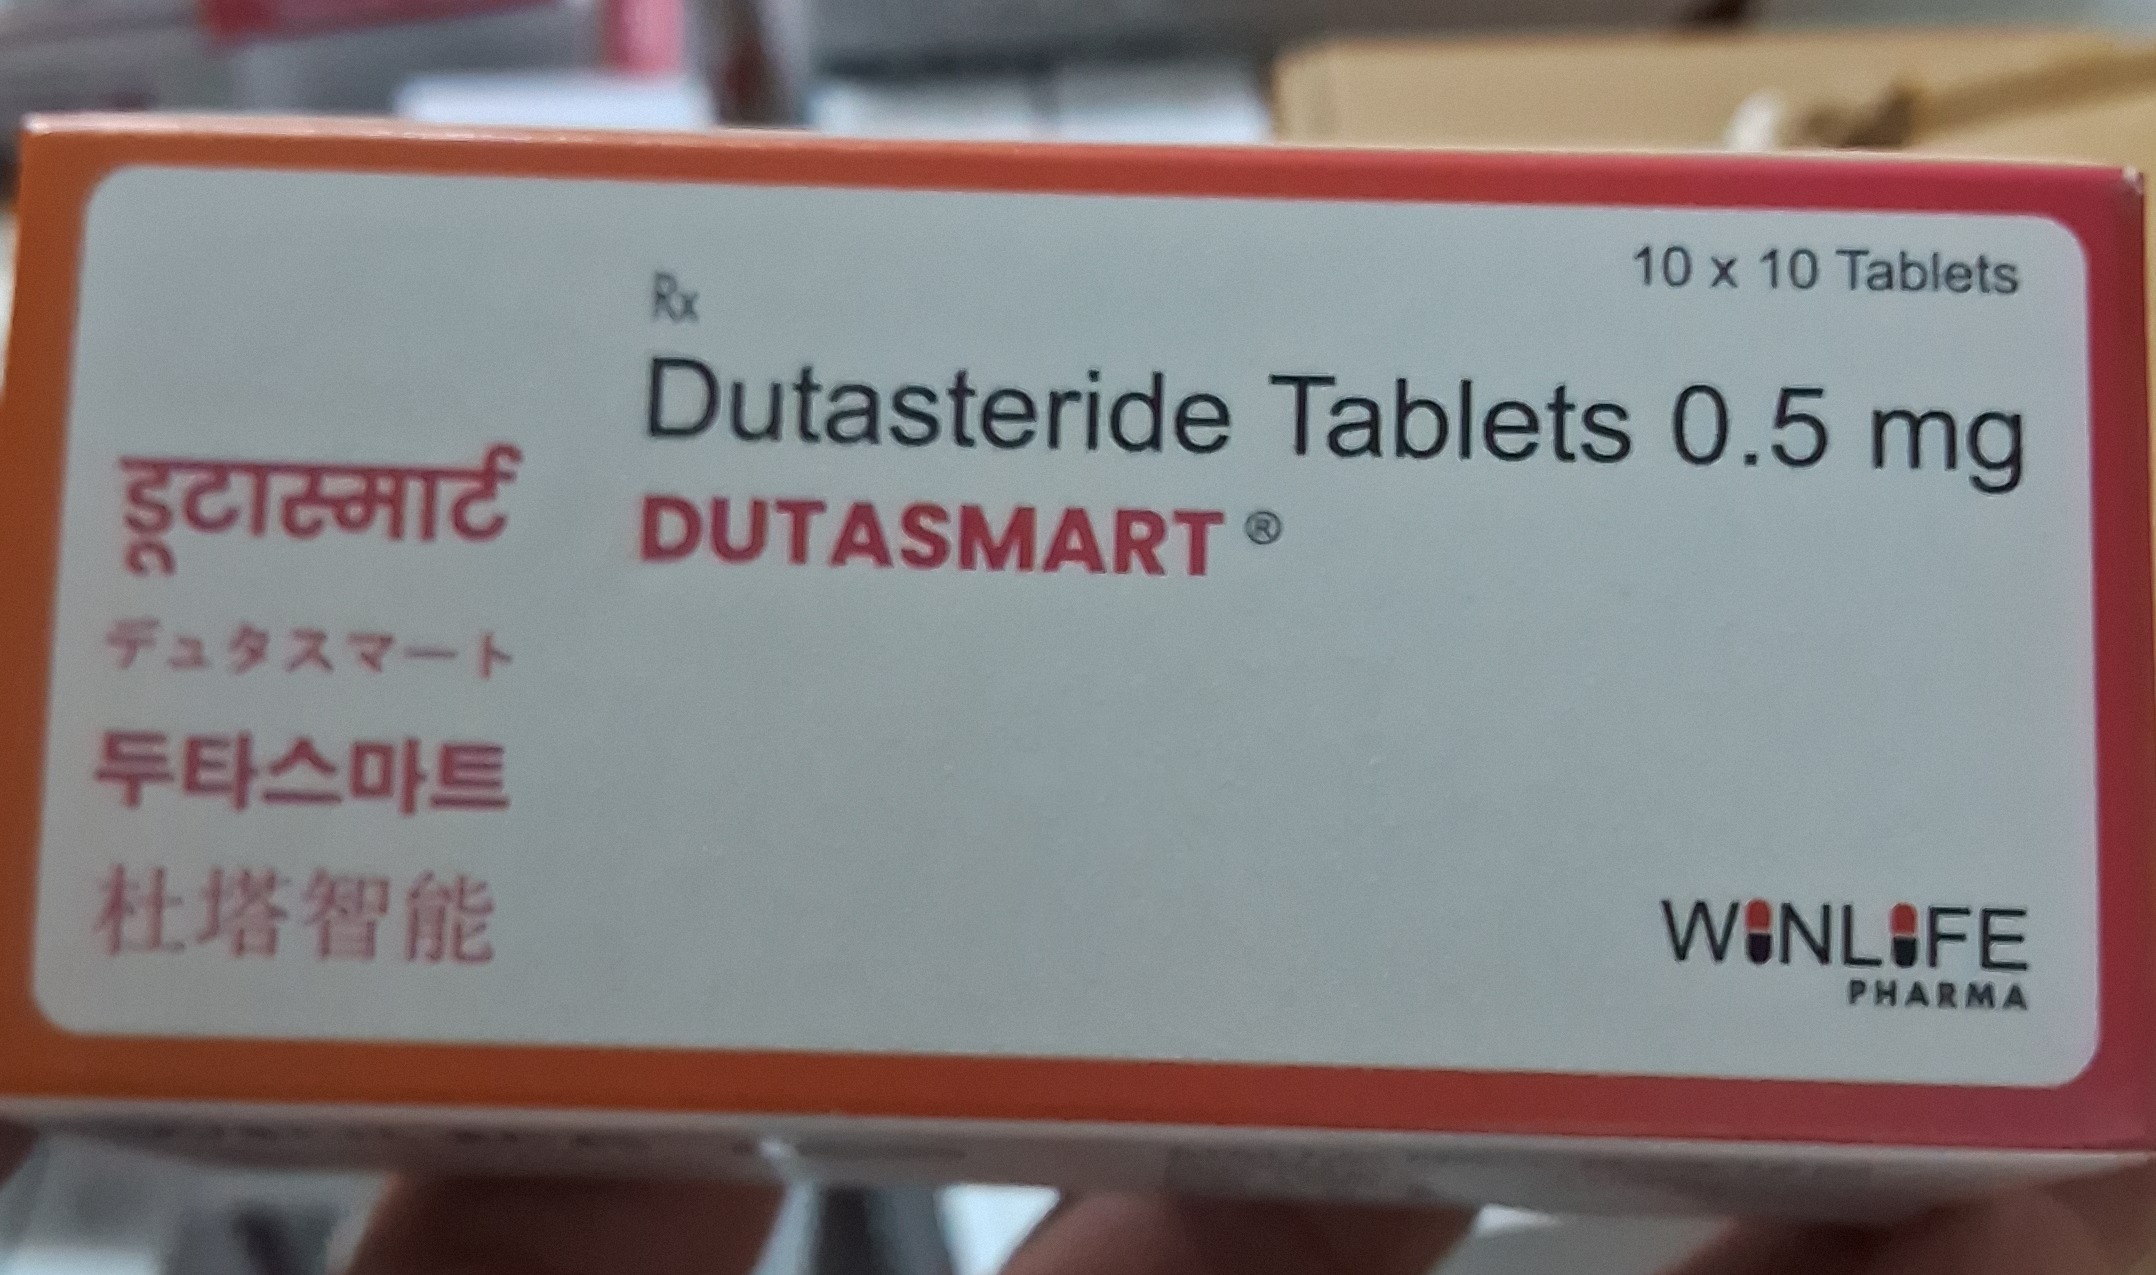 10 x 10 Tablets
Rx
Dutasteride Tablets 0.5 mg
DUTASMART ®
डूटास्मार्ट
デュタスマート
두타스마트
杜塔智能
WINLIFE
PHARMA